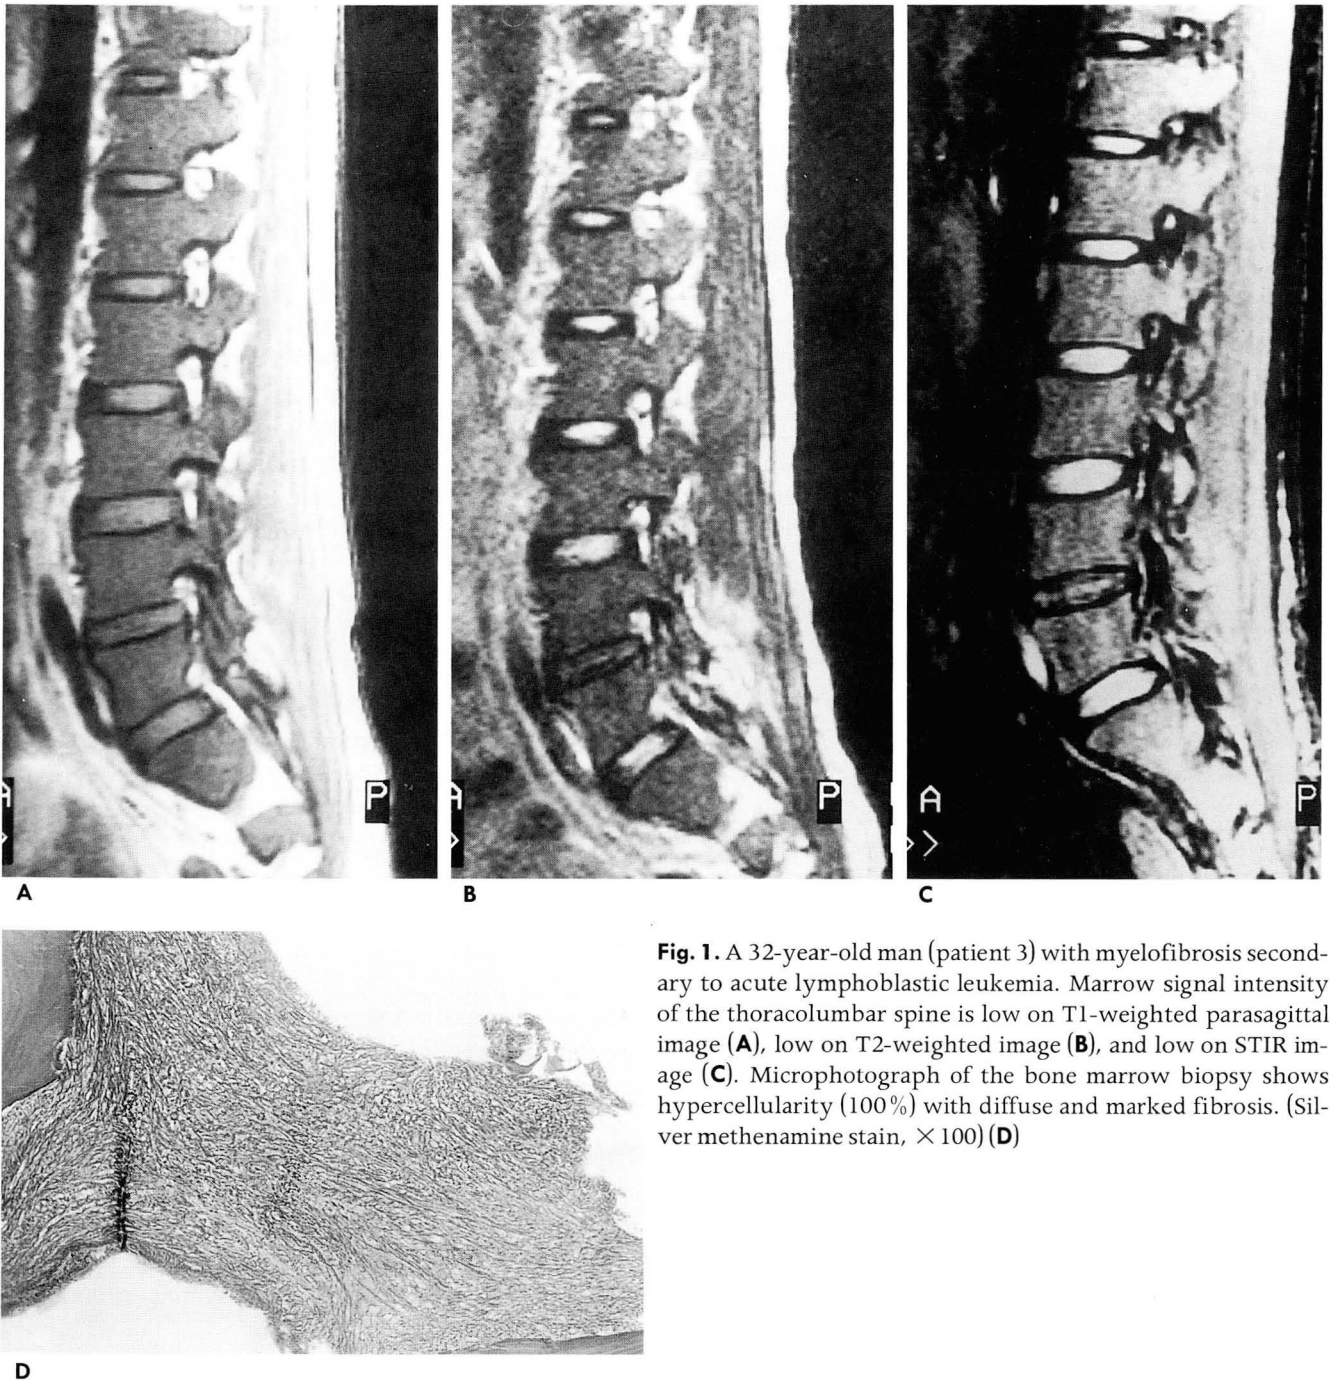 A
>
P
A
>
P
A
>>
P
A
B
C
D
Fig. 1. A 32-year-old man (patient 3) with myelofibrosis second-
ary to acute lymphoblastic leukemia. Marrow signal intensity
of the thoracolumbar spine is low on T1-weighted parasagittal
image (A), low on T2-weighted image (B), and low on STIR im-
age (C). Microphotograph of the bone marrow biopsy shows
hypercellularity (100%) with diffuse and marked fibrosis. (Sil-
ver methenamine stain, ×100) (D)